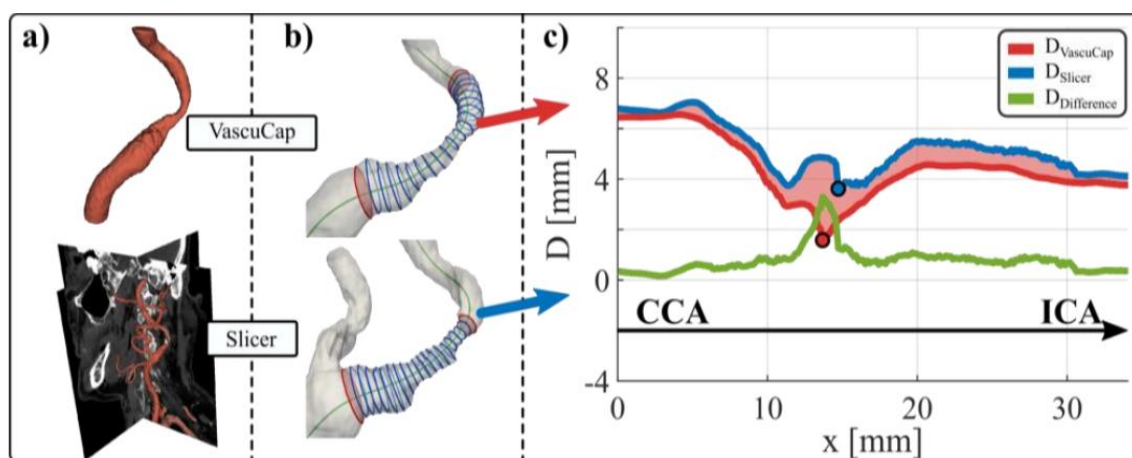 a)
VascuCap
Slicer
b)
c)
D [mm]
8
4
0
-4
D_VascuCap
D_Slicer
D_Difference
CCA
ICA
0
10
20
30
x [mm]